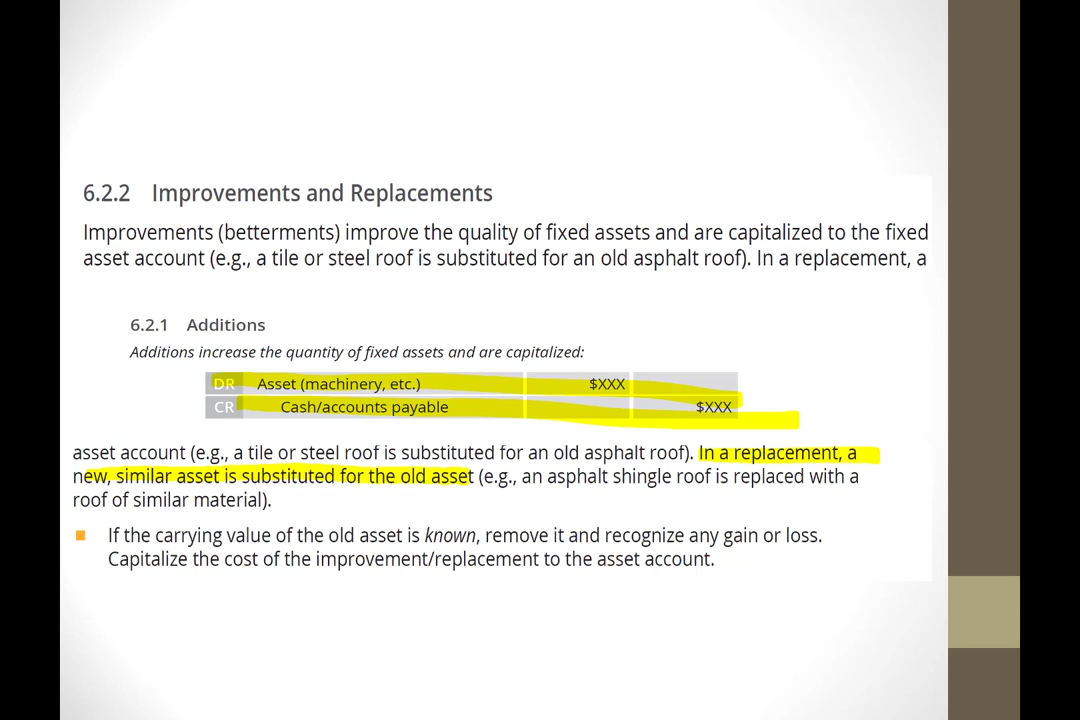 6.2.2 Improvements and Replacements
Improvements (betterments) improve the quality of fixed assets and are capitalized to the fixed
asset account (e.g., a tile or steel roof is substituted for an old asphalt roof). In a replacement, a
6.2.1 Additions
Additions increase the quantity of fixed assets and are capitalized:
DR Asset (machinery, etc.) $XXX
CR Cash/accounts payable $XXX
asset account (e.g., a tile or steel roof is substituted for an old asphalt roof). In a replacement, a
new, similar asset is substituted for the old asset (e.g., an asphalt shingle roof is replaced with a
roof of similar material).
If the carrying value of the old asset is known, remove it and recognize any gain or loss.
Capitalize the cost of the improvement/replacement to the asset account.